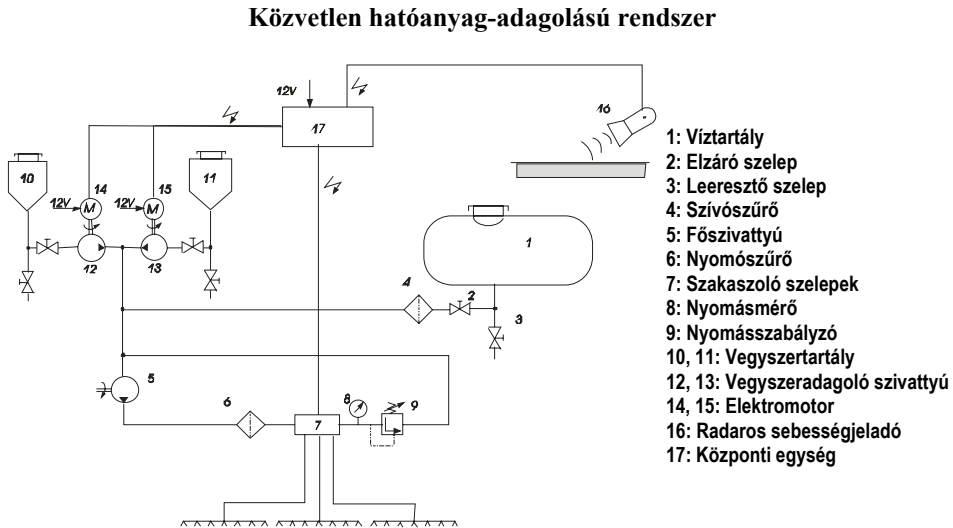 Közvetlen hatóanyag-adagolású rendszer
12V
17
16
10
11
14
15
12V
M
12V
M
12
13
1
4
2
3
5
6
7
8
9
1: Víztartály
2: Elzáró szelep
3: Leeresztő szelep
4: Szívószűrő
5: Főszivattyú
6: Nyomószűrő
7: Szakaszoló szelepek
8: Nyomásmérő
9: Nyomásszabályzó
10, 11: Vegyszertartály
12, 13: Vegyszeradagoló szivattyú
14, 15: Elektromotor
16: Radaros sebességjeladó
17: Központi egység